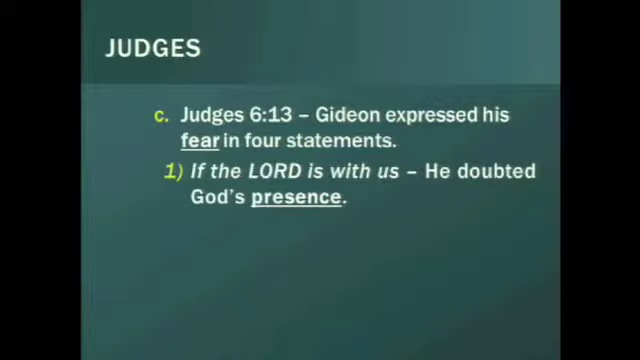 JUDGES
c. Judges 6:13 – Gideon expressed his
fear in four statements.
1) If the LORD is with us – He doubted
God's presence.